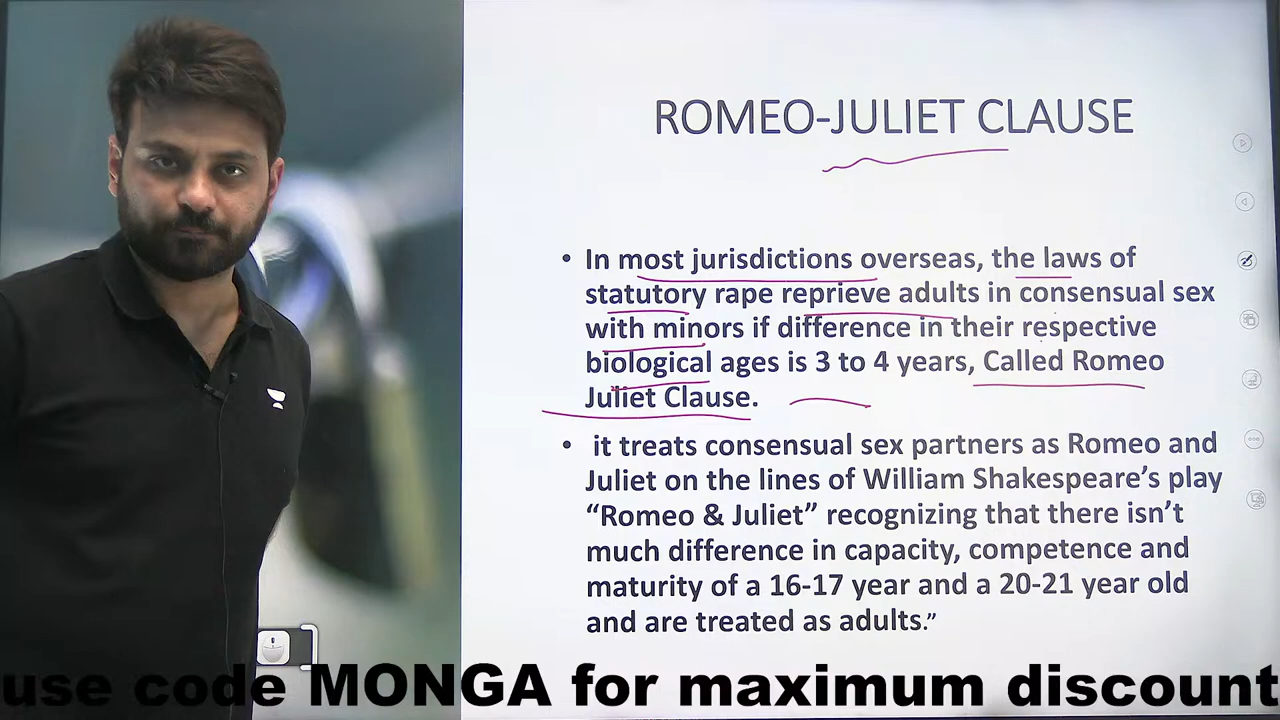 ROMEO-JULIET CLAUSE
• In most jurisdictions overseas, the laws of
statutory rape reprieve adults in consensual sex
with minors if difference in their respective
biological ages is 3 to 4 years, Called Romeo
Juliet Clause.
• it treats consensual sex partners as Romeo and
Juliet on the lines of William Shakespeare’s play
“Romeo & Juliet” recognizing that there isn’t
much difference in capacity, competence and
maturity of a 16-17 year and a 20-21 year old
and are treated as adults.”
use code MONGA for maximum discount